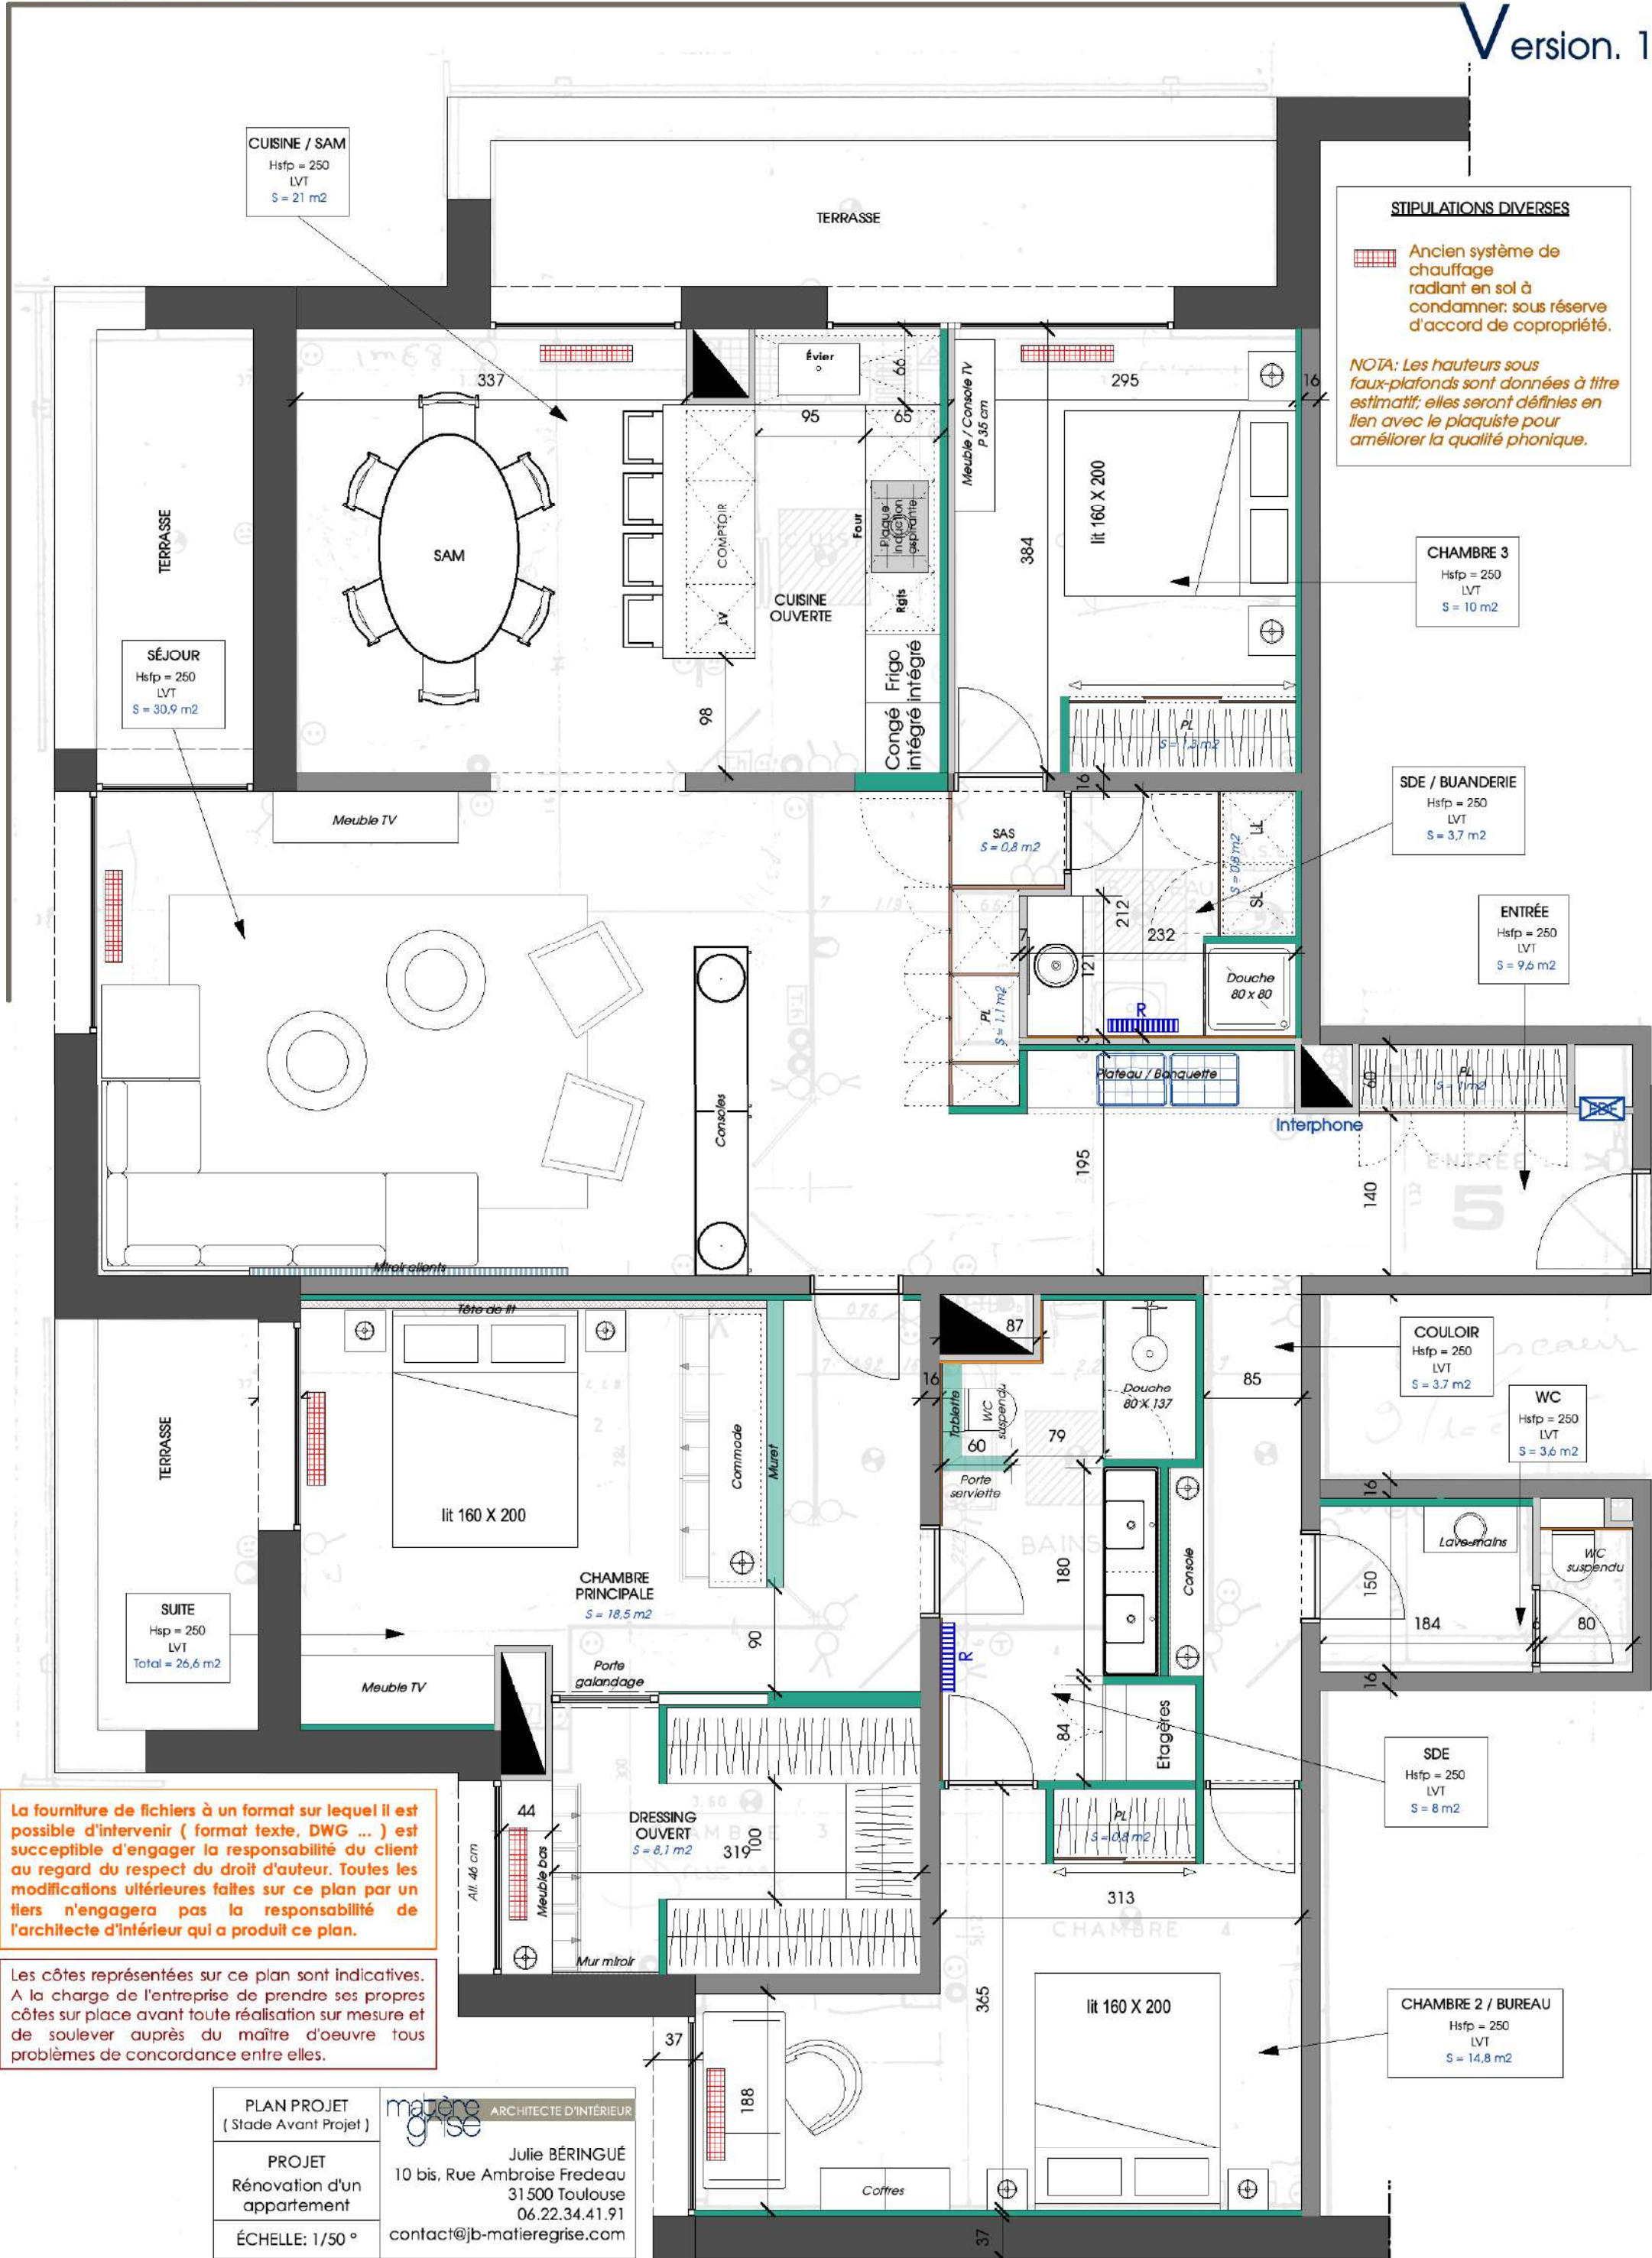 Version. 1
CUISINE / SAM
Hsfp = 250
LVT
S = 21 m2
TERRASSE
STIPULATIONS DIVERSES
Ancien système de
chauffage
radiant en sol à
condamner: sous réserve
d'accord de copropriété.
NOTA: Les hauteurs sous
faux-plafonds sont données à titre
estimatif; elles seront définies en
lien avec le plaquiste pour
améliorer la qualité phonique.
337
Évier
66
95
65
Meuble / Console TV
P 35 cm
295
16
384
lit 160 X 200
TERRASSE
SAM
COMPTOIR
LV
Four
Plaque
induction
aspirante
Rgts
CUISINE
OUVERTE
Congé
intégré
Frigo
intégré
98
CHAMBRE 3
Hsfp = 250
LVT
S = 10 m2
SÉJOUR
Hsfp = 250
LVT
S = 30,9 m2
PL
S = 1,3 m2
16
SDE / BUANDERIE
Hsfp = 250
LVT
S = 3,7 m2
Meuble TV
SAS
S = 0,8 m2
LL
S = 0,8 m2
SL
212
232
7
121
Douche
80 x 80
R
3
PL
S = 1,1 m2
ENTRÉE
Hsfp = 250
LVT
S = 9,6 m2
Plateau / Banquette
60
PL
S = 1 m2
EDF
Interphone
Consoles
195
140
ENTRÉE
5
Miroir clients
Tête de lit
87
COULOIR
Hsfp = 250
LVT
S = 3,7 m2
16
85
Tablette
WC
suspendu
Douche
80 X 137
60
79
WC
Hsfp = 250
LVT
S = 3,6 m2
TERRASSE
Commode
Muret
Porte
serviette
lit 160 X 200
16
Lave-mains
WC
suspendu
BAINS
180
Console
150
184
6
80
16
CHAMBRE
PRINCIPALE
S = 18,5 m2
SUITE
Hsp = 250
LVT
Total = 26,6 m2
90
R
Meuble TV
Porte
galandage
84
Etagères
SDE
Hsfp = 250
LVT
S = 8 m2
La fourniture de fichiers à un format sur lequel il est
possible d'intervenir ( format texte, DWG ... ) est
succeptible d'engager la responsabilité du client
au regard du respect du droit d'auteur. Toutes les
modifications ultérieures faites sur ce plan par un
tiers n'engagera pas la responsabilité de
l'architecte d'intérieur qui a produit ce plan.
44
All. 46 cm
Meuble bas
DRESSING
OUVERT
S = 8,1 m2
319
100
Mur miroir
PL
S = 0,8 m2
313
CHAMBRE 4
Les côtes représentées sur ce plan sont indicatives.
A la charge de l'entreprise de prendre ses propres
côtes sur place avant toute réalisation sur mesure et
de soulever auprès du maître d'oeuvre tous
problèmes de concordance entre elles.
365
lit 160 X 200
CHAMBRE 2 / BUREAU
Hsfp = 250
LVT
S = 14,8 m2
37
188
Coffres
37
PLAN PROJET
( Stade Avant Projet )
PROJET
Rénovation d'un
appartement
ÉCHELLE: 1/50 °
matière
grise
ARCHITECTE D'INTÉRIEUR
Julie BÉRINGUÉ
10 bis, Rue Ambroise Fredeau
31500 Toulouse
06.22.34.41.91
contact@jb-matieregrise.com